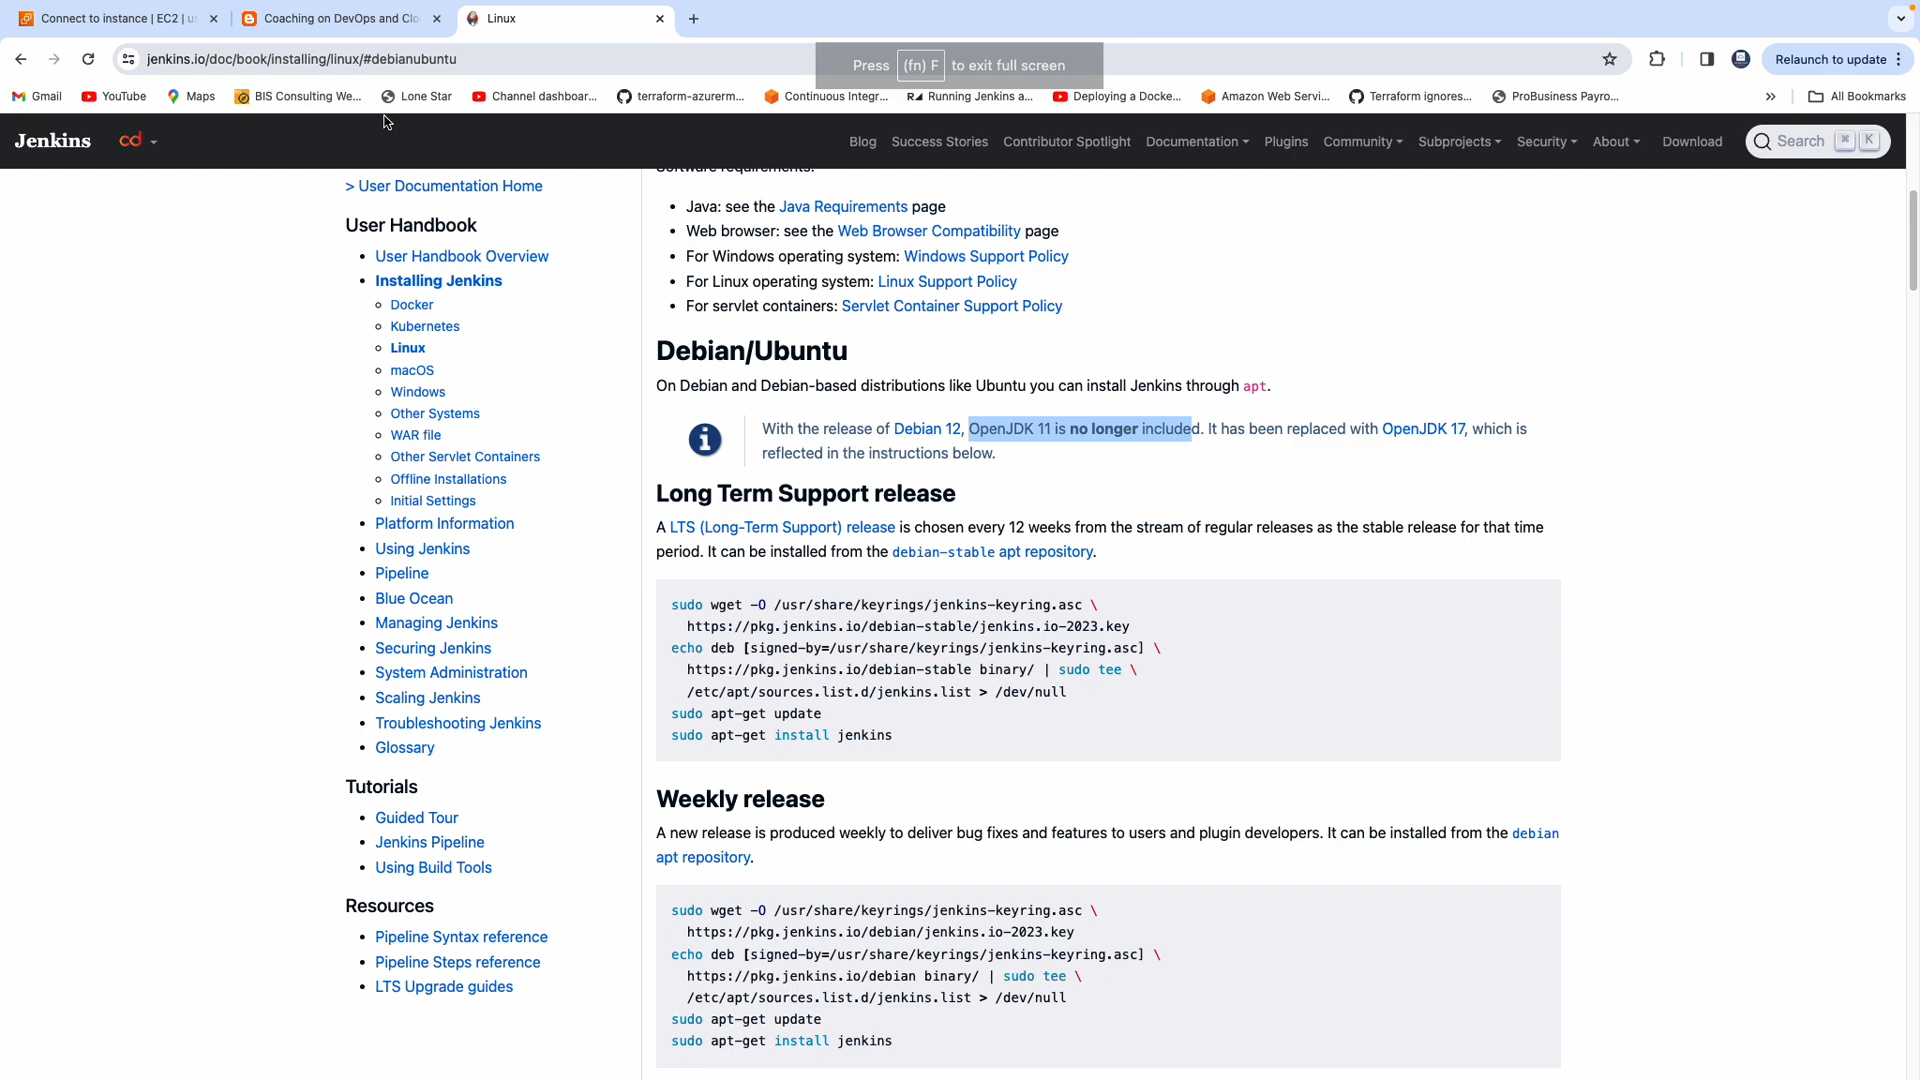 Connect to instance | EC2 | us
Coaching on DevOps and Clo
Linux
jenkins.io/doc/book/installing/linux/#debianubuntu
Press (fn) F to exit full screen
Relaunch to update
Gmail
YouTube
Maps
BIS Consulting We...
Lone Star
Channel dashboar...
terraform-azurerm...
Continuous Integr...
Running Jenkins a...
Deploying a Docke...
Amazon Web Servi...
Terraform ignores...
ProBusiness Payro...
»
All Bookmarks
Jenkins
cd
Blog
Success Stories
Contributor Spotlight
Documentation
Plugins
Community
Subprojects
Security
About
Download
Search ⌘ K
> User Documentation Home
User Handbook
User Handbook Overview
Installing Jenkins
Docker
Kubernetes
Linux
macOS
Windows
Other Systems
WAR file
Other Servlet Containers
Offline Installations
Initial Settings
Platform Information
Using Jenkins
Pipeline
Blue Ocean
Managing Jenkins
Securing Jenkins
System Administration
Scaling Jenkins
Troubleshooting Jenkins
Glossary
Tutorials
Guided Tour
Jenkins Pipeline
Using Build Tools
Resources
Pipeline Syntax reference
Pipeline Steps reference
LTS Upgrade guides
Software requirements:
Java: see the Java Requirements page
Web browser: see the Web Browser Compatibility page
For Windows operating system: Windows Support Policy
For Linux operating system: Linux Support Policy
For servlet containers: Servlet Container Support Policy
Debian/Ubuntu
On Debian and Debian-based distributions like Ubuntu you can install Jenkins through apt.
With the release of Debian 12, OpenJDK 11 is no longer included. It has been replaced with OpenJDK 17, which is
reflected in the instructions below.
Long Term Support release
A LTS (Long-Term Support) release is chosen every 12 weeks from the stream of regular releases as the stable release for that time
period. It can be installed from the debian-stable apt repository.
sudo wget -O /usr/share/keyrings/jenkins-keyring.asc \
https://pkg.jenkins.io/debian-stable/jenkins.io-2023.key
echo deb [signed-by=/usr/share/keyrings/jenkins-keyring.asc] \
https://pkg.jenkins.io/debian-stable binary/ | sudo tee \
/etc/apt/sources.list.d/jenkins.list > /dev/null
sudo apt-get update
sudo apt-get install jenkins
Weekly release
A new release is produced weekly to deliver bug fixes and features to users and plugin developers. It can be installed from the debian
apt repository.
sudo wget -O /usr/share/keyrings/jenkins-keyring.asc \
https://pkg.jenkins.io/debian/jenkins.io-2023.key
echo deb [signed-by=/usr/share/keyrings/jenkins-keyring.asc] \
https://pkg.jenkins.io/debian binary/ | sudo tee \
/etc/apt/sources.list.d/jenkins.list > /dev/null
sudo apt-get update
sudo apt-get install jenkins